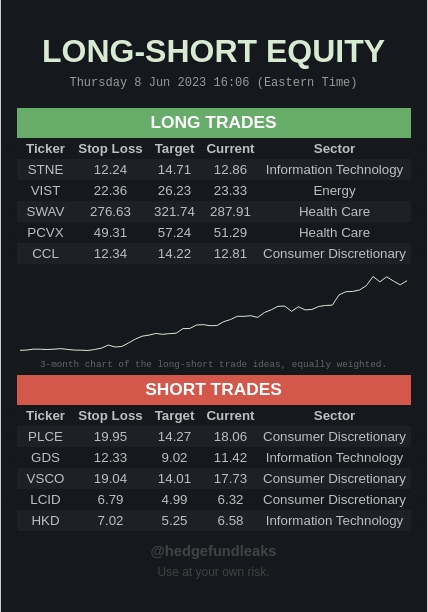 LONG-SHORT EQUITY
Thursday 8 Jun 2023 16:06 (Eastern Time)
LONG TRADES
Ticker Stop Loss Target Current Sector
STNE 12.24 14.71 12.86 Information Technology
VIST 22.36 26.23 23.33 Energy
SWAV 276.63 321.74 287.91 Health Care
PCVX 49.31 57.24 51.29 Health Care
CCL 12.34 14.22 12.81 Consumer Discretionary
3-month chart of the long-short trade ideas, equally weighted.
SHORT TRADES
Ticker Stop Loss Target Current Sector
PLCE 19.95 14.27 18.06 Consumer Discretionary
GDS 12.33 9.02 11.42 Information Technology
VSCO 19.04 14.01 17.73 Consumer Discretionary
LCID 6.79 4.99 6.32 Consumer Discretionary
HKD 7.02 5.25 6.58 Information Technology
@hedgefundleaks
Use at your own risk.